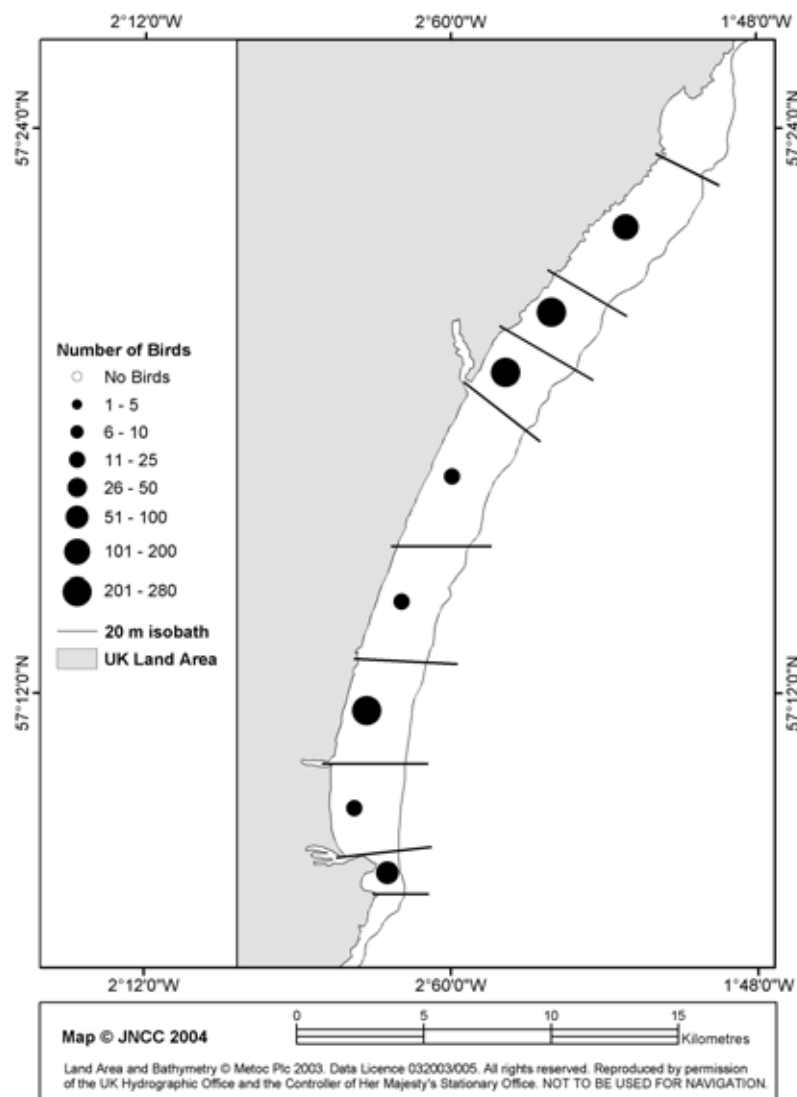 2°12'0"W 2°60'0"W 1°48'0"W
57°24'0"N 57°24'0"N
Number of Birds
No Birds
1 - 5
6 - 10
11 - 25
26 - 50
51 - 100
101 - 200
201 - 280
20 m isobath
UK Land Area
57°12'0"N 57°12'0"N
2°12'0"W 2°60'0"W 1°48'0"W
Map © JNCC 2004
0 5 10 15
Kilometres
Land Area and Bathymetry © Metoc Plc 2003. Data Licence 032003/005. All rights reserved. Reproduced by permission
of the UK Hydrographic Office and the Controller of Her Majesty's Stationary Office. NOT TO BE USED FOR NAVIGATION.